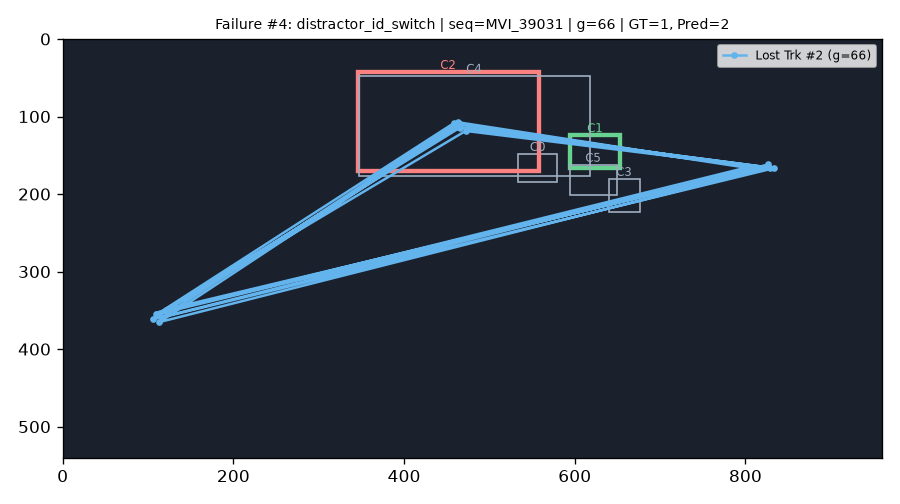 Failure #4: distractor_id_switch | seq=MVI_39031 | g=66 | GT=1, Pred=2
Lost Trk #2 (g=66)
C2
C4
C1
C0
C5
C3
0
100
200
300
400
500
0
200
400
600
800